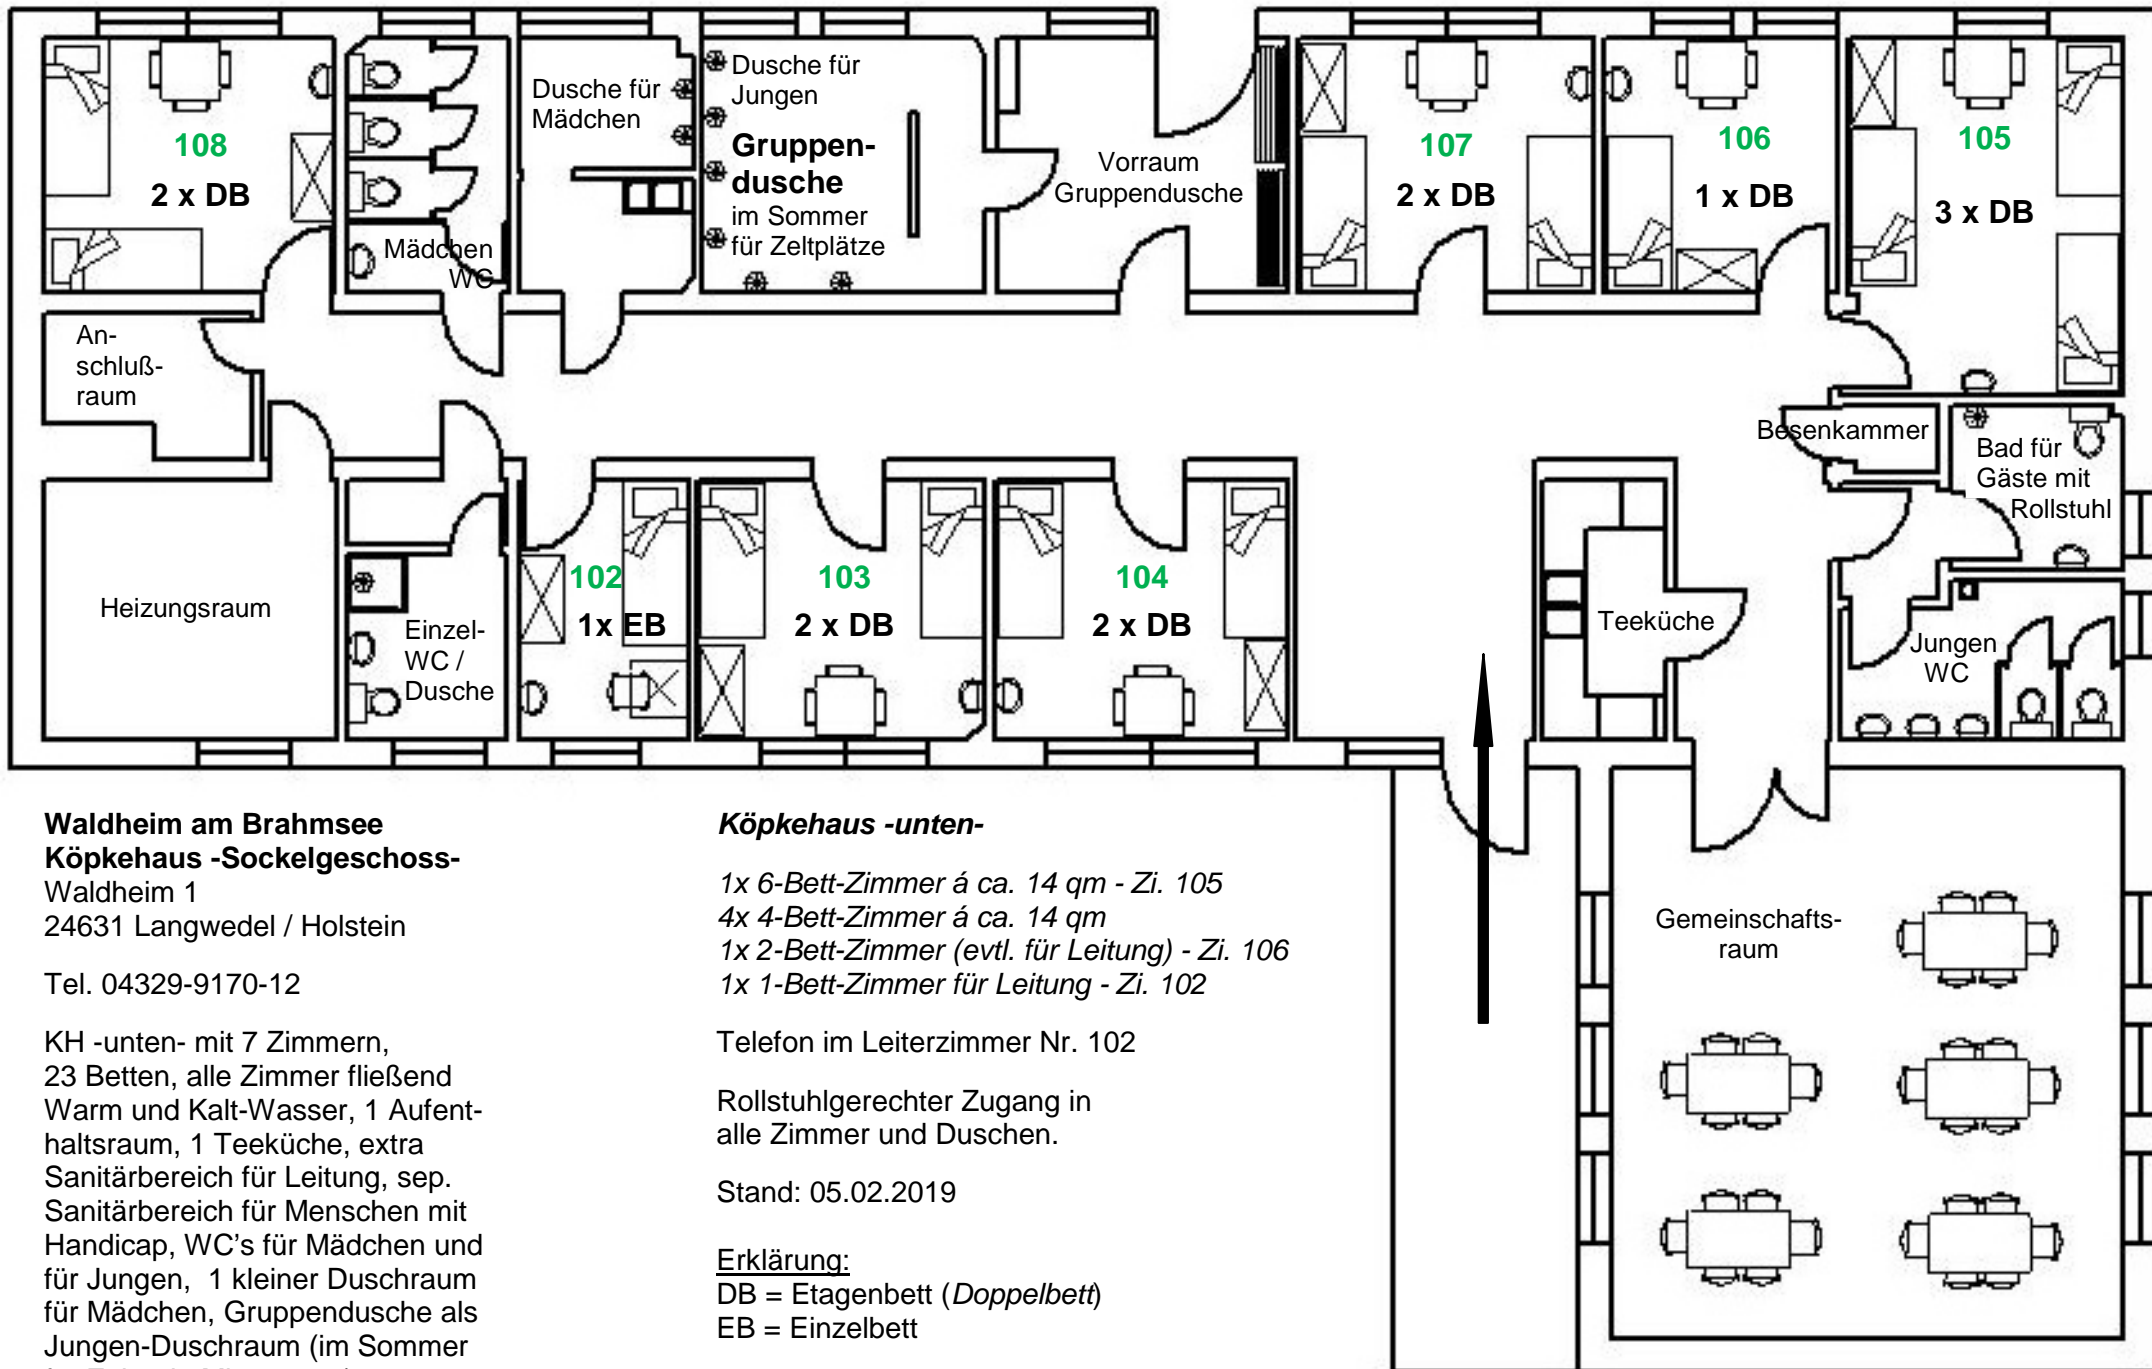 108
2 x DB
Mädchen
WC
Dusche für
Mädchen
Dusche für
Jungen
Gruppen-
dusche
im Sommer
für Zeltplätze
Vorraum
Gruppendusche
107
2 x DB
106
1 x DB
105
3 x DB
An-
schluß-
raum
Besenkammer
Bad für
Gäste mit
Rollstuhl
Heizungsraum
Einzel-
WC /
Dusche
102
1x EB
103
2 x DB
104
2 x DB
Teeküche
Jungen
WC
Gemeinschafts-
raum
Waldheim am Brahmsee
Köpkehaus -Sockelgeschoss-
Waldheim 1
24631 Langwedel / Holstein
Tel. 04329-9170-12
KH -unten- mit 7 Zimmern,
23 Betten, alle Zimmer fließend
Warm und Kalt-Wasser, 1 Aufent-
haltsraum, 1 Teeküche, extra
Sanitärbereich für Leitung, sep.
Sanitärbereich für Menschen mit
Handicap, WC's für Mädchen und
für Jungen, 1 kleiner Duschraum
für Mädchen, Gruppendusche als
Jungen-Duschraum (im Sommer
Köpkehaus -unten-
1x 6-Bett-Zimmer á ca. 14 qm - Zi. 105
4x 4-Bett-Zimmer á ca. 14 qm
1x 2-Bett-Zimmer (evtl. für Leitung) - Zi. 106
1x 1-Bett-Zimmer für Leitung - Zi. 102
Telefon im Leiterzimmer Nr. 102
Rollstuhlgerechter Zugang in
alle Zimmer und Duschen.
Stand: 05.02.2019
Erklärung:
DB = Etagenbett (Doppelbett)
EB = Einzelbett